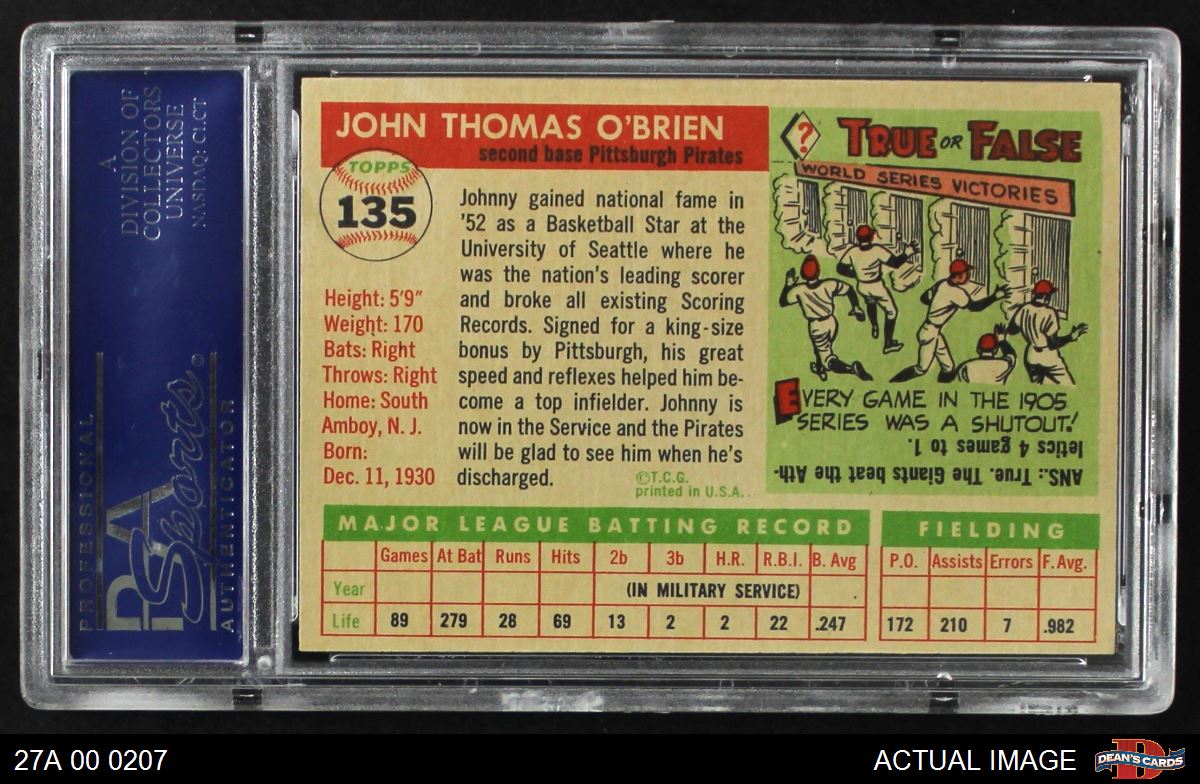 A
DIVISION OF
COLLECTORS
UNIVERSE
NASDAQ: CLCT
PROFESSIONAL
PSA
Sports
®
AUTHENTICATOR
JOHN THOMAS O'BRIEN
second base Pittsburgh Pirates
TOPPS
135
Height: 5'9"
Weight: 170
Bats: Right
Throws: Right
Home: South
Amboy, N. J.
Born:
Dec. 11, 1930
Johnny gained national fame in
'52 as a Basketball Star at the
University of Seattle where he
was the nation's leading scorer
and broke all existing Scoring
Records. Signed for a king-size
bonus by Pittsburgh, his great
speed and reflexes helped him be-
come a top infielder. Johnny is
now in the Service and the Pirates
will be glad to see him when he's
discharged.
©T.C.G.
printed in U.S.A.
? TRUE OR FALSE
WORLD SERIES VICTORIES
EVERY GAME IN THE 1905
SERIES WAS A SHUTOUT!
ANS.: True. The Giants beat the Ath-
letics 4 games to 1.
MAJOR LEAGUE BATTING RECORD
Games At Bat Runs Hits 2b 3b H.R. R.B.I. B. Avg
Year (IN MILITARY SERVICE)
Life 89 279 28 69 13 2 2 22 .247
FIELDING
P.O. Assists Errors F. Avg.
172 210 7 .982
27A 00 0207
ACTUAL IMAGE
D
DEAN'S CARDS